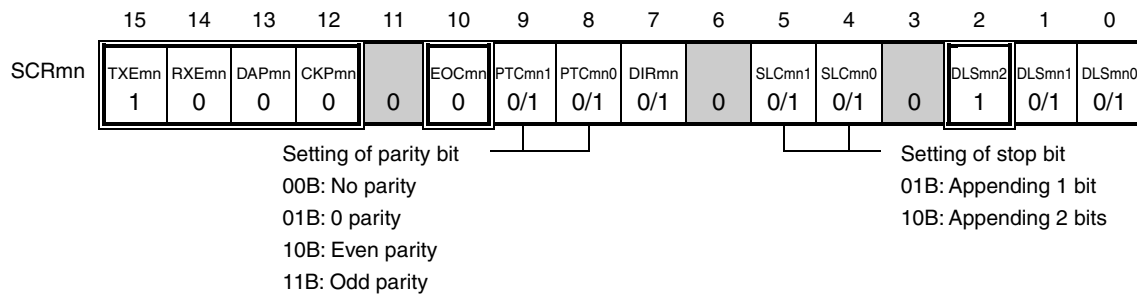 15 14 13 12 11 10 9 8 7 6 5 4 3 2 1 0
SCRmn TXEmn RXEmn DAPmn CKPmn EOCmn PTCmn1 PTCmn0 DIRmn SLCmn1 SLCmn0 DLSmn2 DLSmn1 DLSmn0
1 0 0 0 0 0 0/1 0/1 0/1 0 0/1 0/1 0 1 0/1 0/1
Setting of parity bit Setting of stop bit
00B: No parity 01B: Appending 1 bit
01B: 0 parity 10B: Appending 2 bits
10B: Even parity
11B: Odd parity